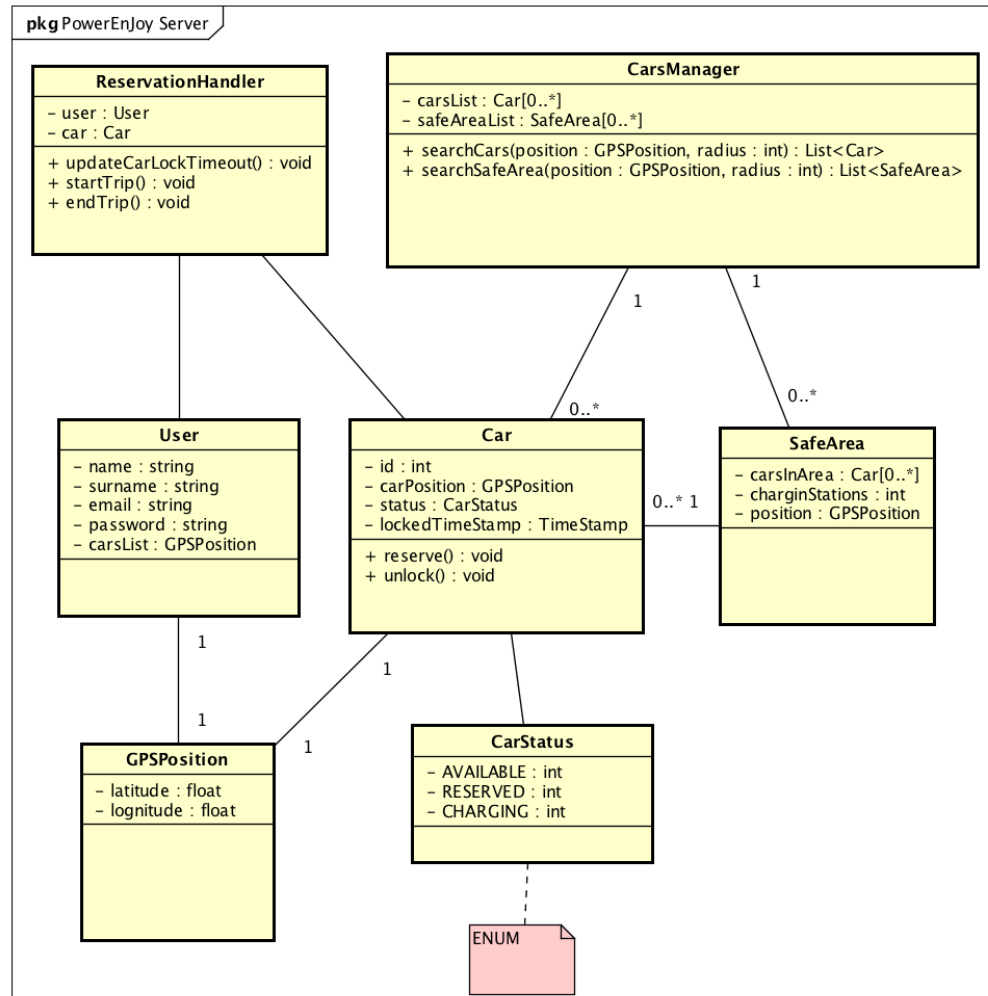 pkg PowerEnJoy Server
ReservationHandler
– user : User
– car : Car
+ updateCarLockTimeout() : void
+ startTrip() : void
+ endTrip() : void
CarsManager
– carsList : Car[0..*]
– safeAreaList : SafeArea[0..*]
+ searchCars(position : GPSPosition, radius : int) : List<Car>
+ searchSafeArea(position : GPSPosition, radius : int) : List<SafeArea>
1
1
0..*
0..*
User
– name : string
– surname : string
– email : string
– password : string
– carsList : GPSPosition
Car
– id : int
– carPosition : GPSPosition
– status : CarStatus
– lockedTimeStamp : TimeStamp
+ reserve() : void
+ unlock() : void
0..* 1
SafeArea
– carsInArea : Car[0..*]
– charginStations : int
– position : GPSPosition
1
1
1
1
GPSPosition
– latitude : float
– lognitude : float
CarStatus
– AVAILABLE : int
– RESERVED : int
– CHARGING : int
ENUM